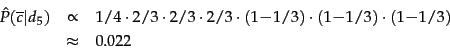 P̂(c̅|d₅) ∝ 1/4 · 2/3 · 2/3 · 2/3 · (1−1/3) · (1−1/3) · (1−1/3)
≈ 0.022